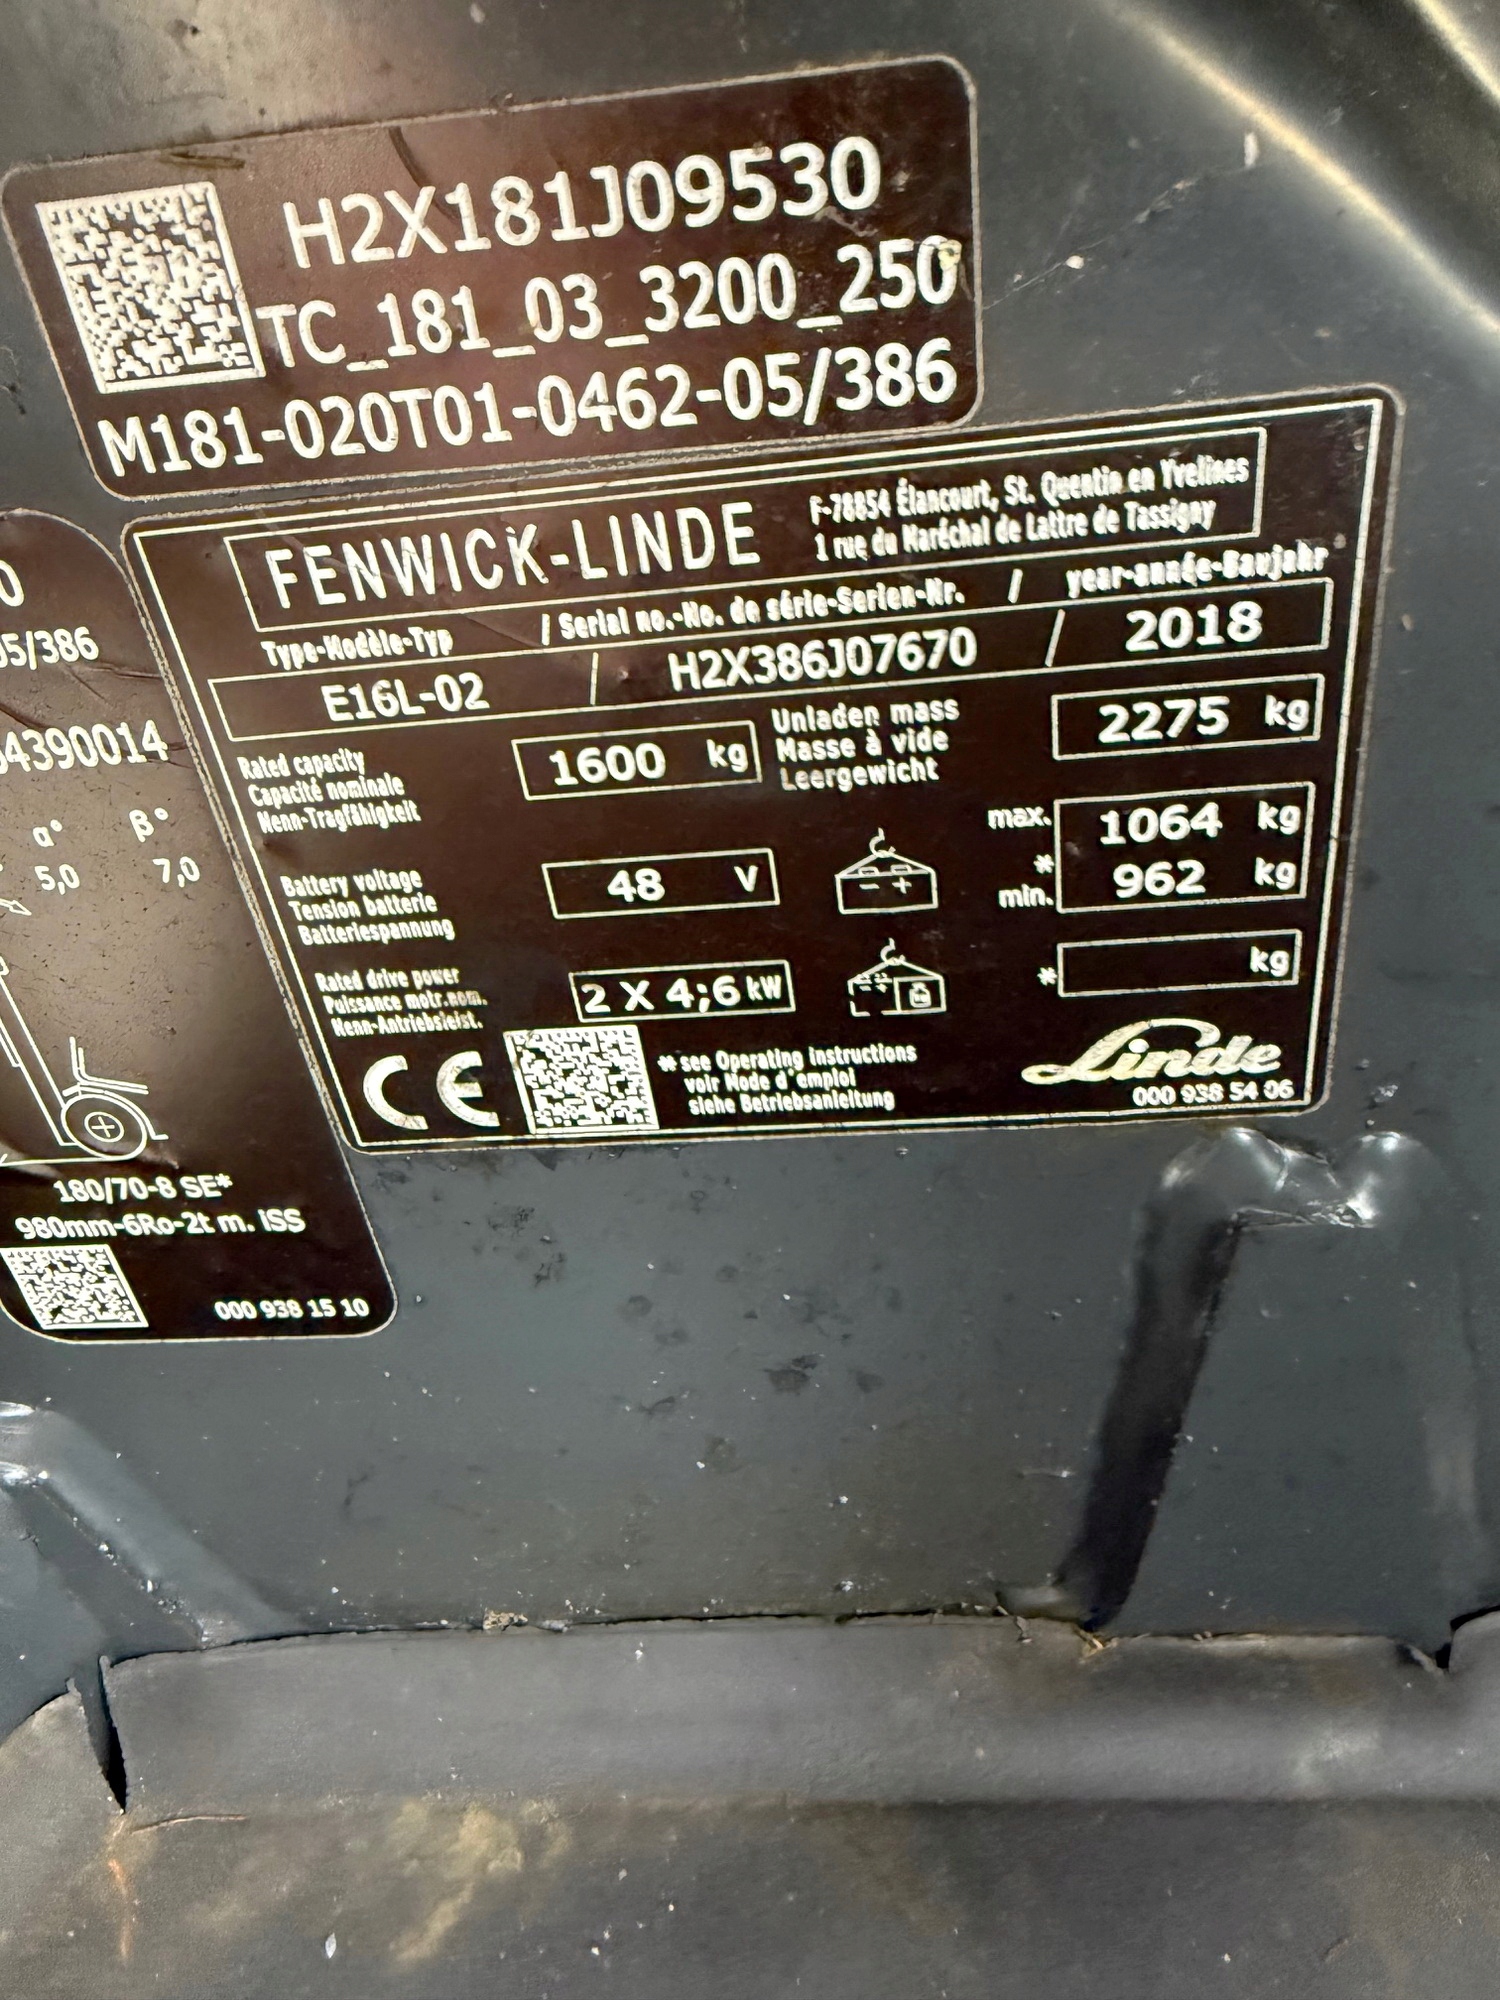 H2X181J09530
TC_181_03_3200_250
M181-020T01-0462-05/386
FENWICK-LINDE
F-78854 Élancourt, St. Quentin en Yvelines
1 rue du Maréchal de Lattre de Tassigny
Type-Modèle-Typ / Serial no.-No. de série-Serien-Nr. / year-année-Baujahr
E16L-02 / H2X386J07670 / 2018
Rated capacity
Capacité nominale
Nenn-Tragfähigkeit
1600 kg
Unladen mass
Masse à vide
Leergewicht
2275 kg
Battery voltage
Tension batterie
Batteriespannung
48 V
- +
max. 1064 kg
*
min. 962 kg
Rated drive power
Puissance motr.nom.
Nenn-Antriebsleist.
2 X 4;6 kW
* kg
CE
* see Operating instructions
voir Mode d'emploi
siehe Betriebsanleitung
Linde
000 938 54 06
0
05/386
4390014
α° β°
5,0 7,0
180/70-8 SE*
980mm-6Ro-2t m. ISS
000 938 15 10